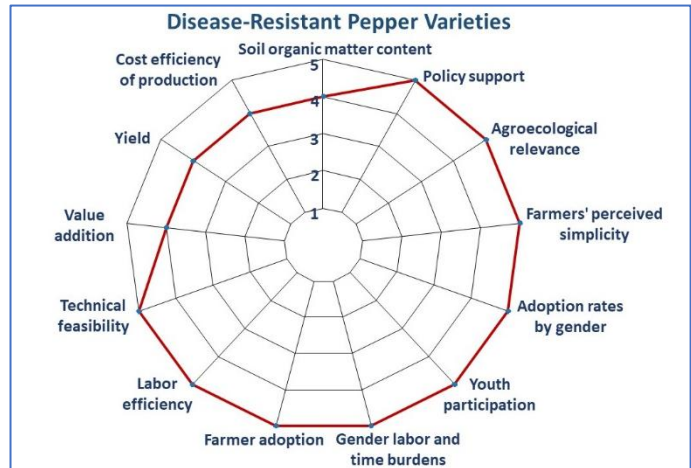 Disease-Resistant Pepper Varieties
Soil organic matter content
Cost efficiency
of production
Policy support
Agroecological
relevance
Yield
Farmers' perceived
simplicity
Value
addition
Adoption rates
by gender
Technical
feasibility
Youth
participation
Labor
efficiency
Farmer adoption
Gender labor and
time burdens
5
4
3
2
1